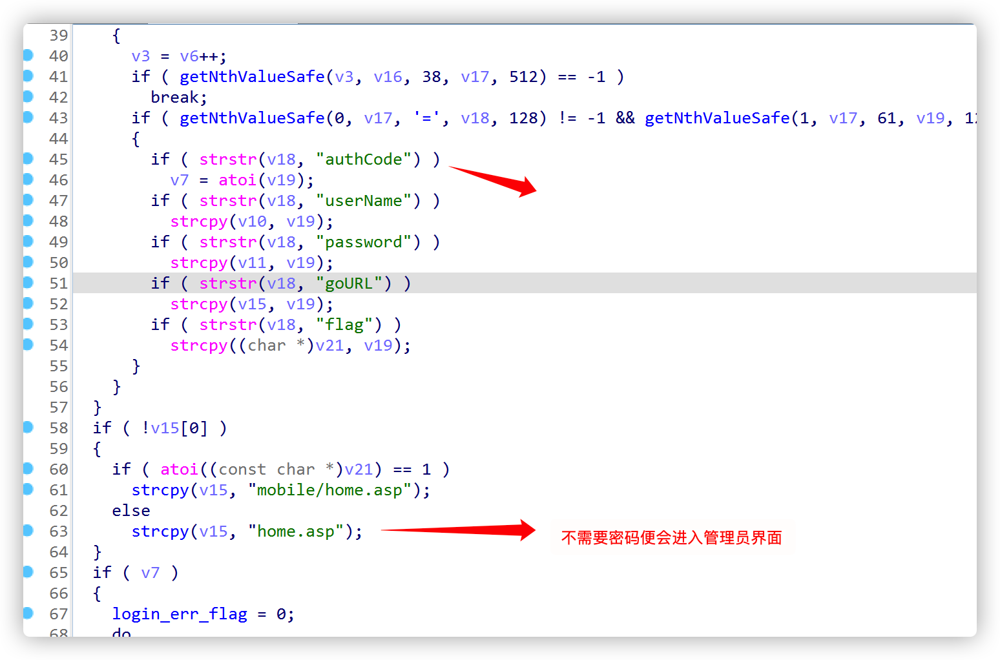 39 {
40 v3 = v6++;
41 if ( getNthValueSafe(v3, v16, 38, v17, 512) == -1 )
42 break;
43 if ( getNthValueSafe(0, v17, '=', v18, 128) != -1 && getNthValueSafe(1, v17, 61, v19, 12
44 {
45 if ( strstr(v18, "authCode") )
46 v7 = atoi(v19);
47 if ( strstr(v18, "userName") )
48 strcpy(v10, v19);
49 if ( strstr(v18, "password") )
50 strcpy(v11, v19);
51 if ( strstr(v18, "goURL") )
52 strcpy(v15, v19);
53 if ( strstr(v18, "flag") )
54 strcpy((char *)v21, v19);
55 }
56 }
57 }
58 if ( !v15[0] )
59 {
60 if ( atoi((const char *)v21) == 1 )
61 strcpy(v15, "mobile/home.asp");
62 else
63 strcpy(v15, "home.asp");
不需要密码便会进入管理员界面
64 }
65 if ( v7 )
66 {
67 login_err_flag = 0;
68 do